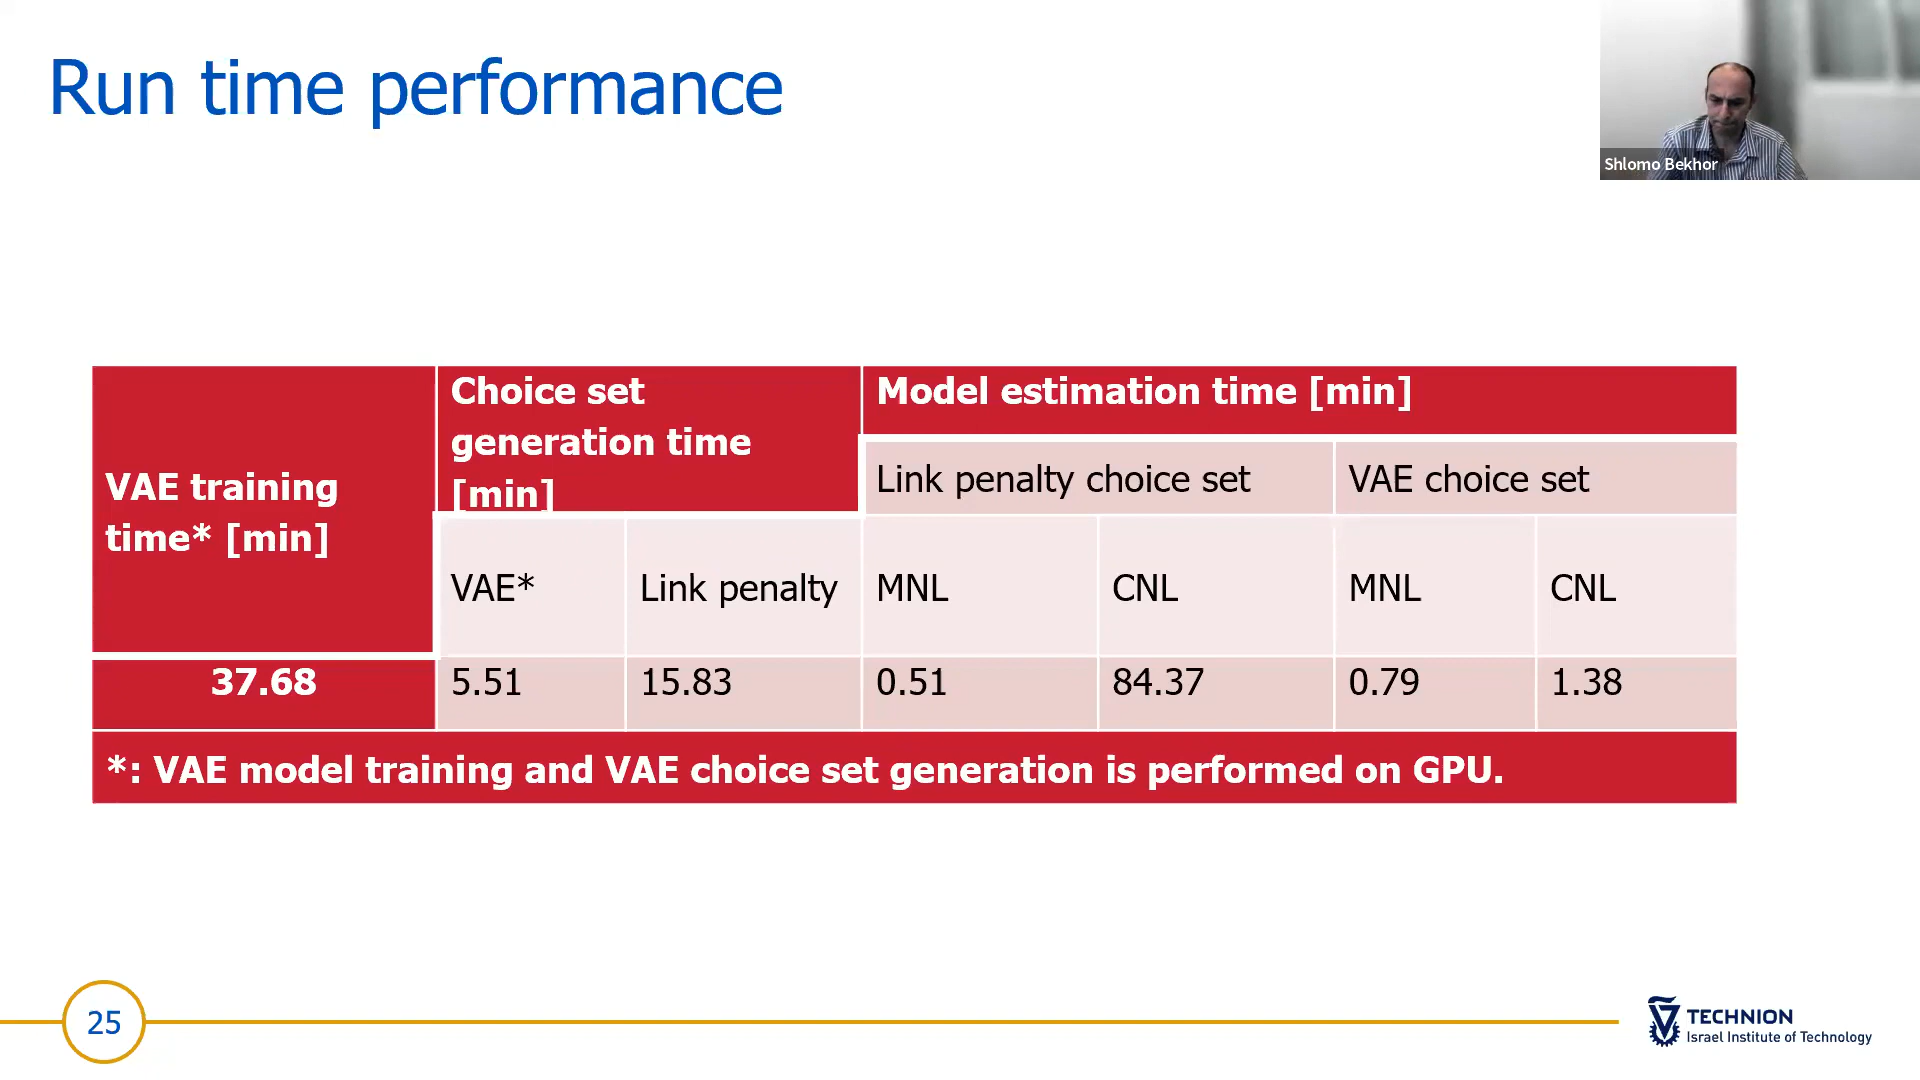 Run time performance
Shlomo Bekhor
VAE training
time* [min]
Choice set
generation time
[min]
Model estimation time [min]
Link penalty choice set
VAE choice set
VAE*
Link penalty
MNL
CNL
MNL
CNL
37.68
5.51
15.83
0.51
84.37
0.79
1.38
*: VAE model training and VAE choice set generation is performed on GPU.
25
TECHNION
Israel Institute of Technology